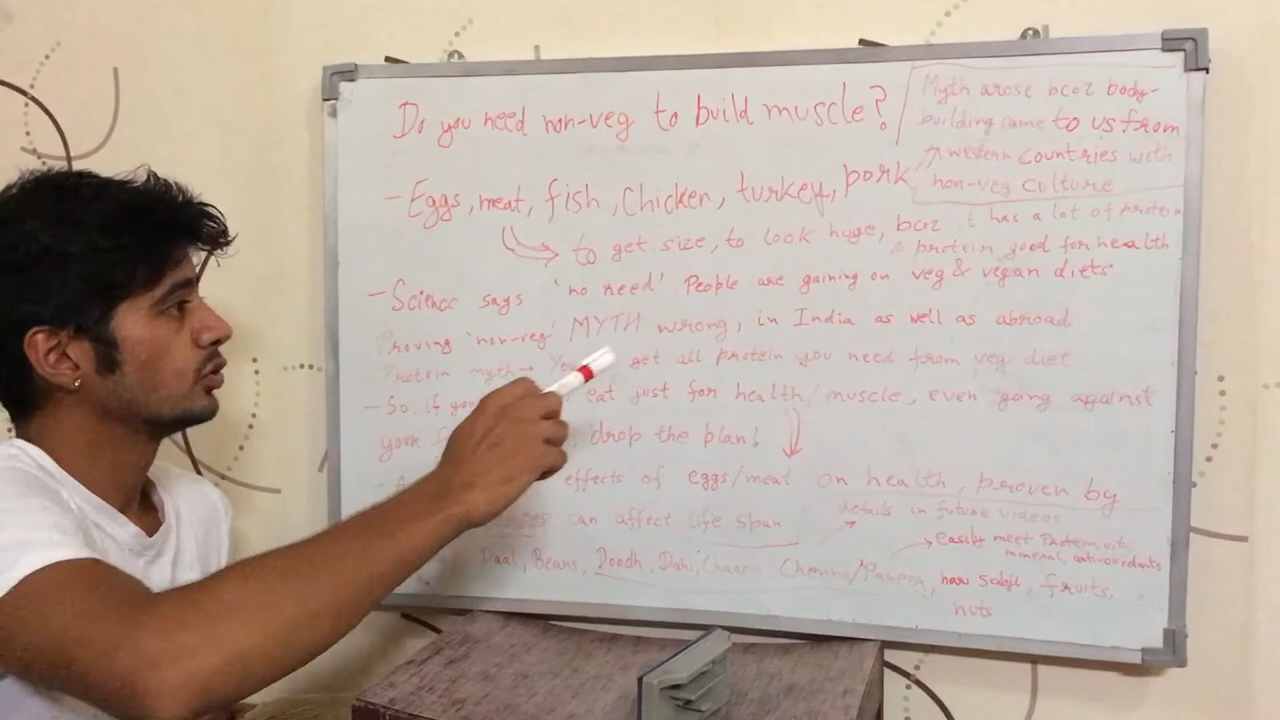 Do you need non-veg to build muscle?
Myth arose bcoz body-
building came to us from
western countries with
non-veg culture
- Eggs, meat, fish, Chicken, turkey, pork
to get size, to look huge, bcoz it has a lot of protein
& protein good for health
- Science says 'no need' People are gaining on veg & vegan diets
Proving 'non-veg' MYTH wrong, in India as well as abroad
Protein myth → get all protein you need from veg diet
- So, if you eat just for health/muscle, even going against
your drop the plan!
effects of eggs/meat on health, proven by
can affect life span
details in future videos
easily meet Protein, vit.
mineral, anti-oxidants
Daal, Beans, Doodh, Dahi, Chaas Chenna/Paneer, hari Sabji, fruits,
nuts